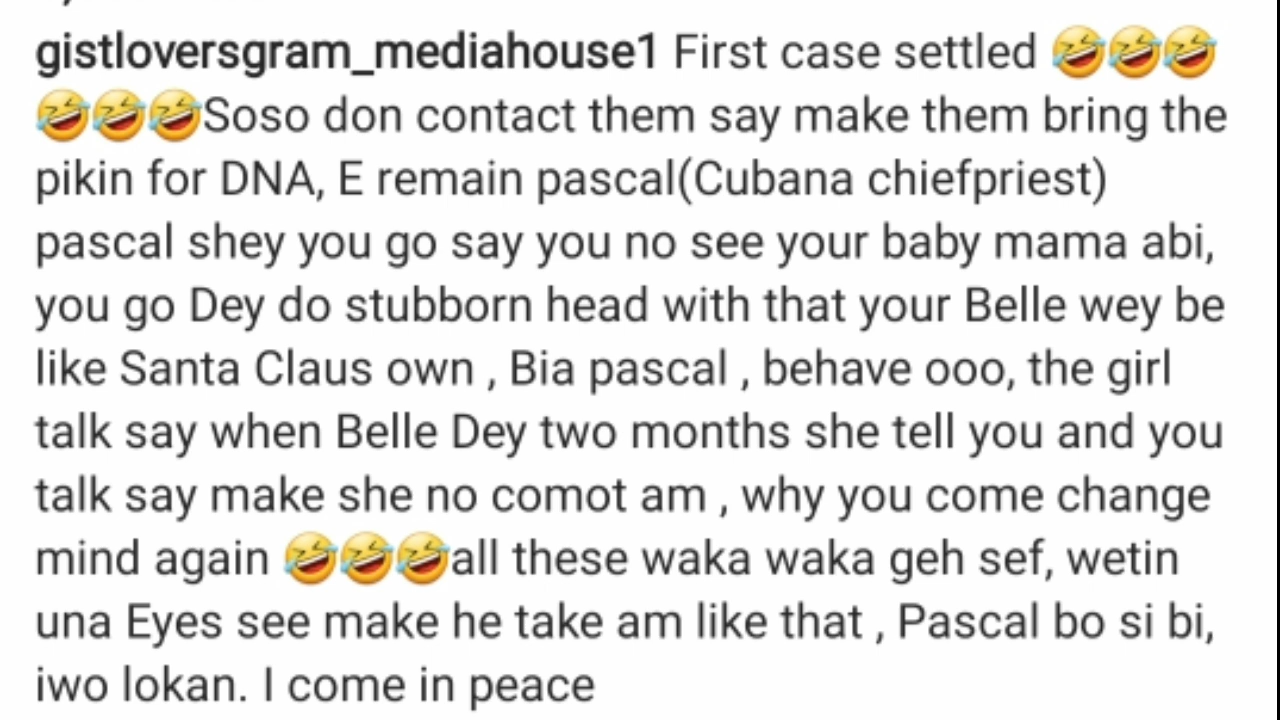 gistloversgram_mediahouse1 First case settled 🤣🤣🤣
🤣🤣🤣Soso don contact them say make them bring the
pikin for DNA, E remain pascal(Cubana chiefpriest)
pascal shey you go say you no see your baby mama abi,
you go Dey do stubborn head with that your Belle wey be
like Santa Claus own , Bia pascal , behave ooo, the girl
talk say when Belle Dey two months she tell you and you
talk say make she no comot am , why you come change
mind again 🤣🤣🤣all these waka waka geh sef, wetin
una Eyes see make he take am like that , Pascal bo si bi,
iwo lokan. I come in peace